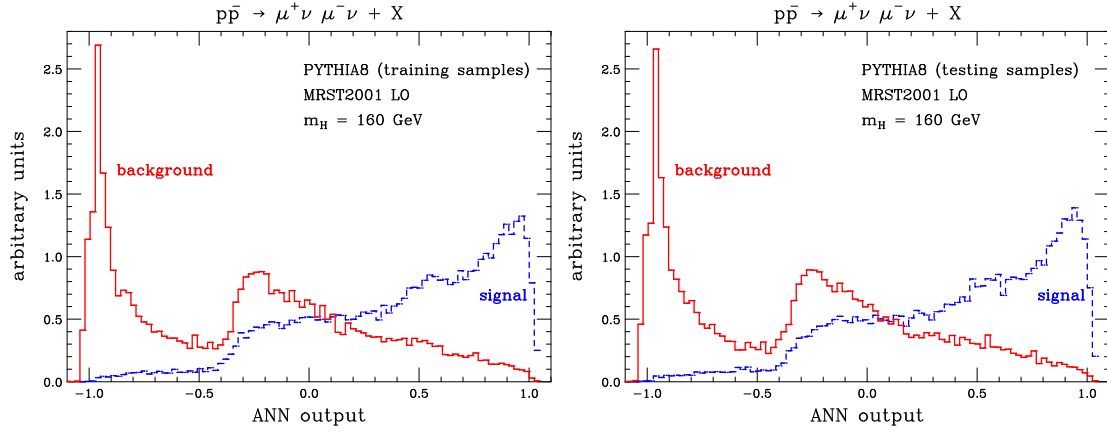 pp̄ → μ⁺ν μ⁻ν + X
PYTHIA8 (training samples)
MRST2001 LO
m_H = 160 GeV
background
signal
arbitrary units
2.5
2.0
1.5
1.0
0.5
0.0
−1.0 −0.5 0.0 0.5 1.0
ANN output
pp̄ → μ⁺ν μ⁻ν + X
PYTHIA8 (testing samples)
MRST2001 LO
m_H = 160 GeV
background
signal
arbitrary units
2.5
2.0
1.5
1.0
0.5
0.0
−1.0 −0.5 0.0 0.5 1.0
ANN output